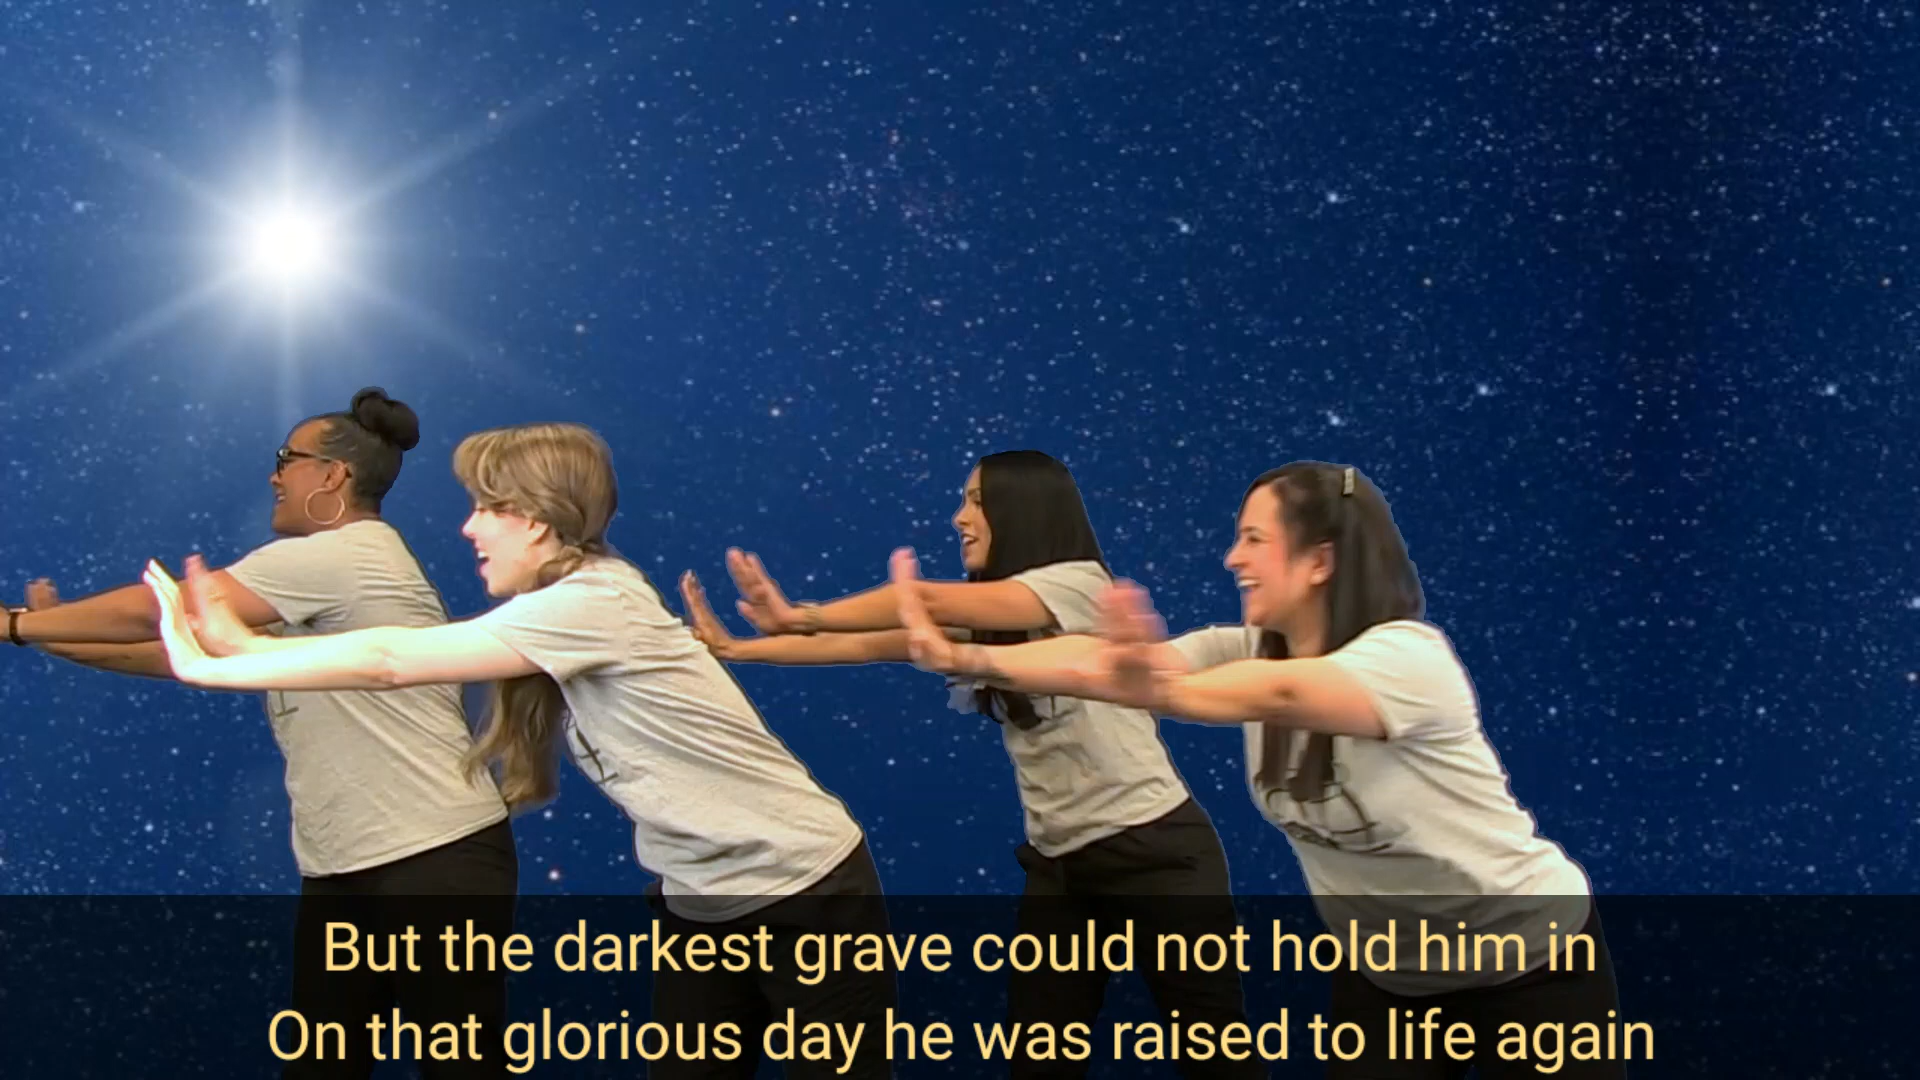 But the darkest grave could not hold him in
On that glorious day he was raised to life again